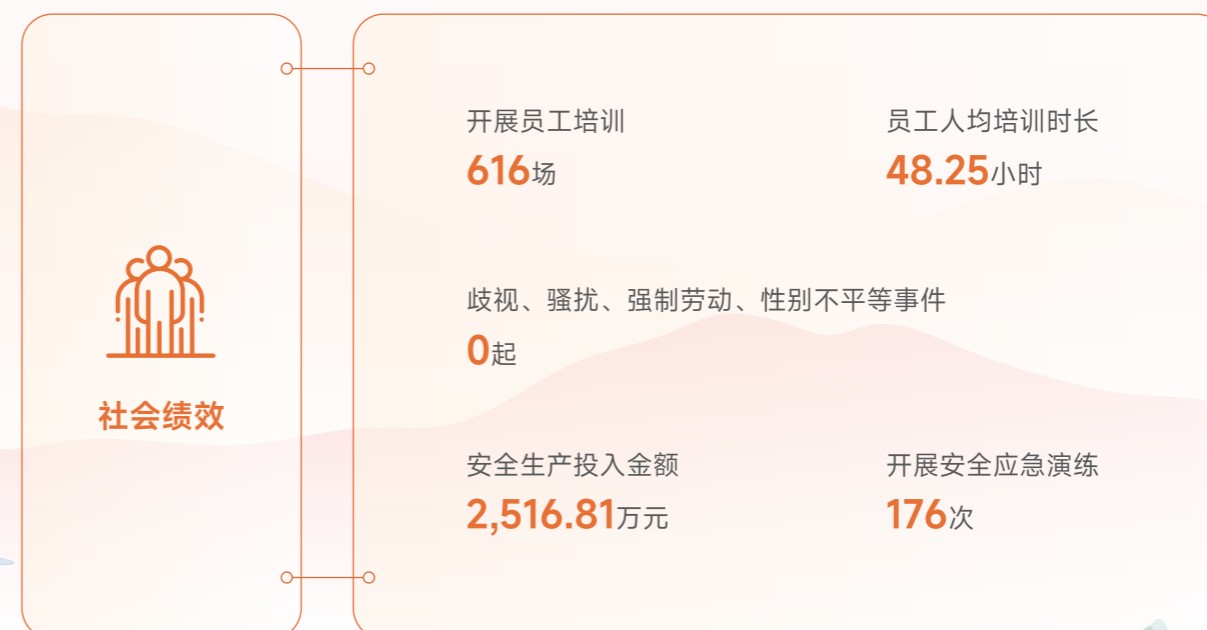 社会绩效
开展员工培训
616场
员工人均培训时长
48.25小时
歧视、骚扰、强制劳动、性别不平等事件
0起
安全生产投入金额
2,516.81万元
开展安全应急演练
176次